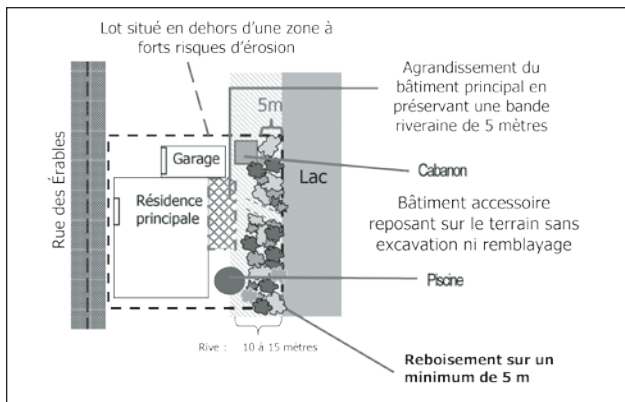 Lot situé en dehors d'une zone à
forts risques d'érosion
Agrandissement du
bâtiment principal en
préservant une bande
riveraine de 5 mètres
5m
Garage
Cabanon
Lac
Rue des Érables
Résidence
principale
Bâtiment accessoire
reposant sur le terrain sans
excavation ni remblayage
Piscine
Rive : 10 à 15 mètres
Reboisement sur un
minimum de 5 m